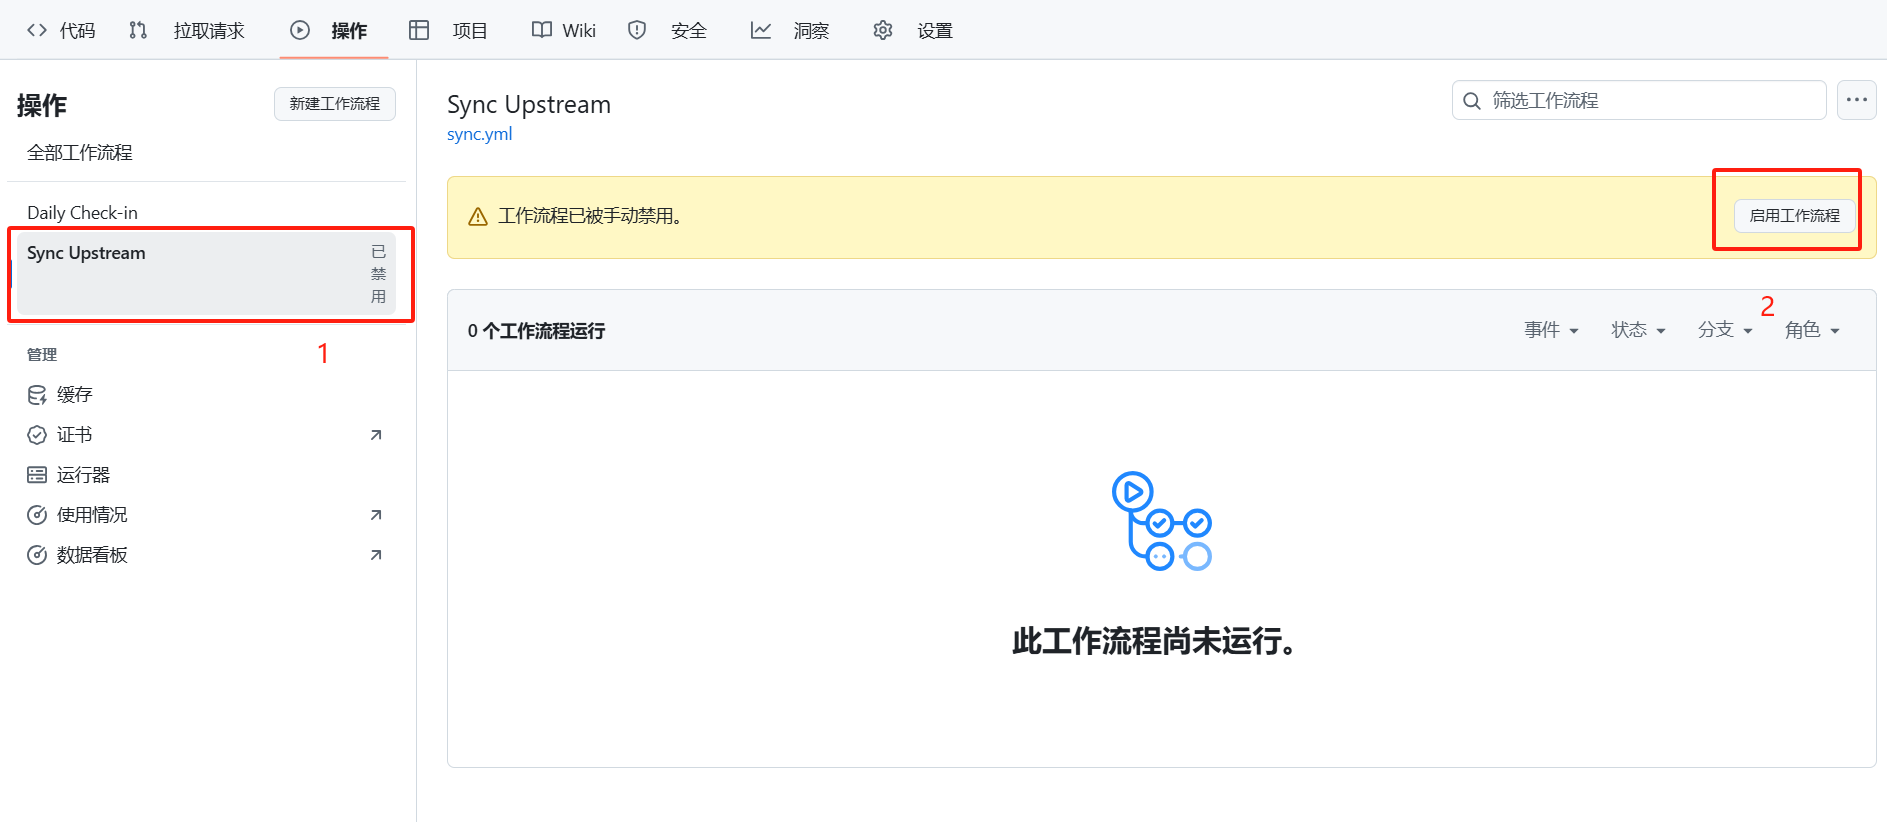 代码 拉取请求 操作 项目 Wiki 安全 洞察 设置
操作
新建工作流程
全部工作流程
Daily Check-in
Sync Upstream
已
禁
用
1
管理
缓存
证书
运行器
使用情况
数据看板
Sync Upstream
sync.yml
筛选工作流程
工作流程已被手动禁用。
启用工作流程
2
0 个工作流程运行
事件 状态 分支 角色
此工作流程尚未运行。